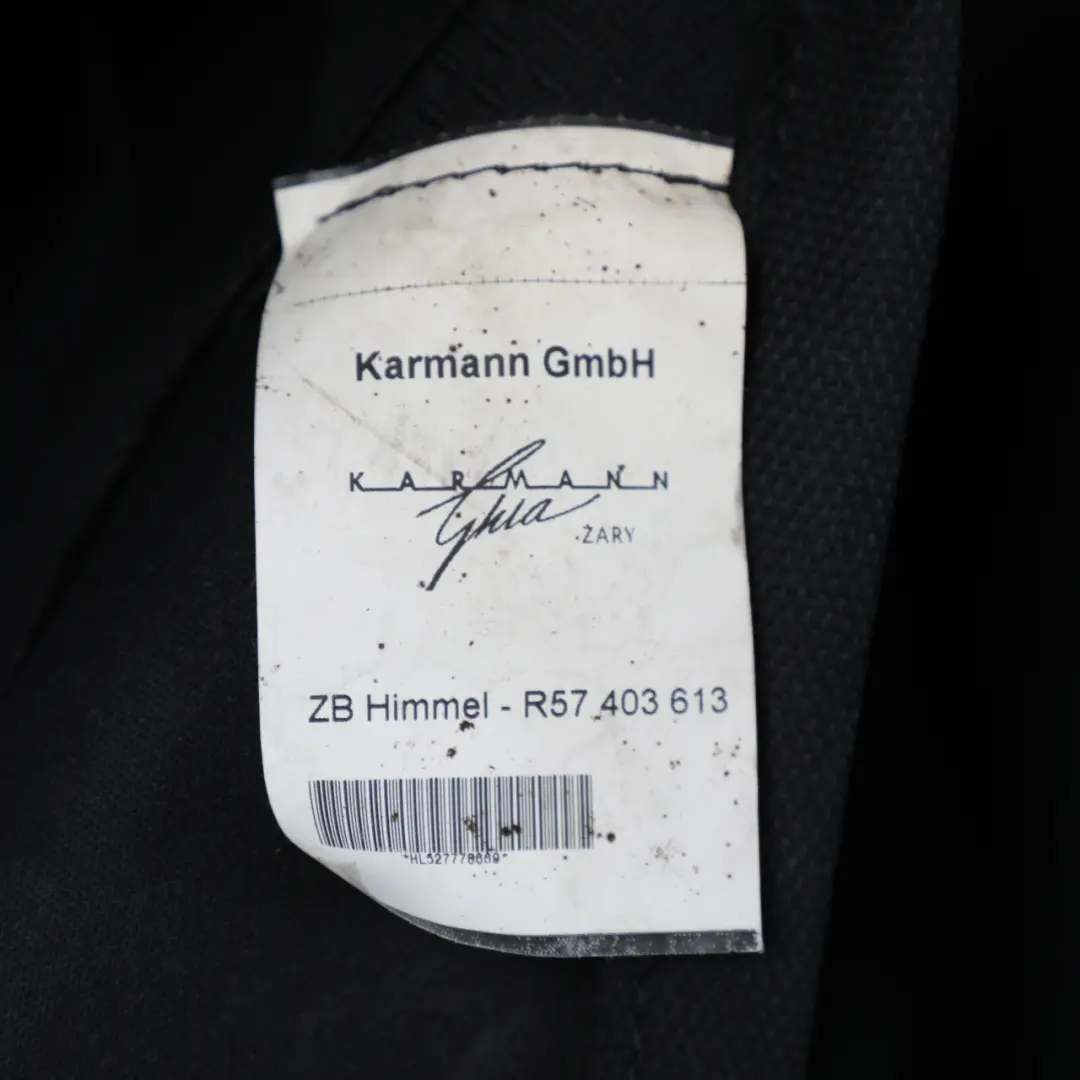 Karmann GmbH
KARMANN
Ghia
ŻARY
ZB Himmel - R57 403 613